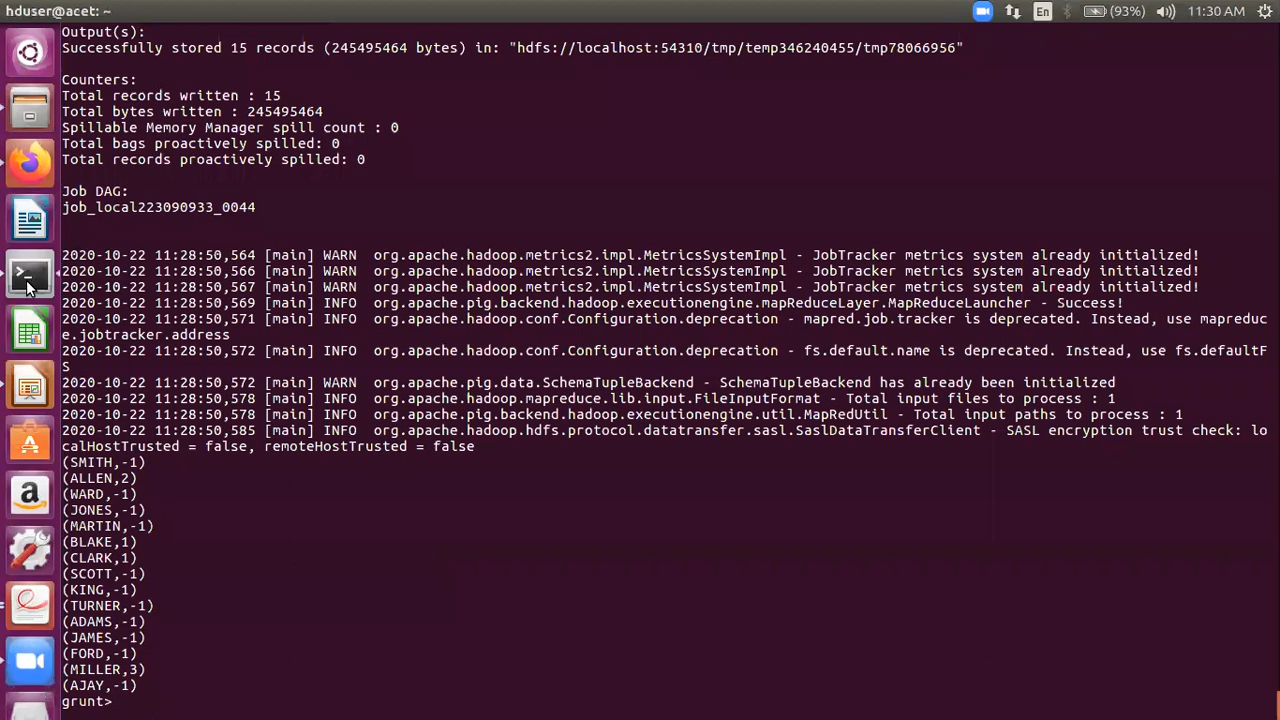 hduser@acet: ~
En
(93%)
11:30 AM
Output(s):
Successfully stored 15 records (245495464 bytes) in: "hdfs://localhost:54310/tmp/temp346240455/tmp78066956"
Counters:
Total records written : 15
Total bytes written : 245495464
Spillable Memory Manager spill count : 0
Total bags proactively spilled: 0
Total records proactively spilled: 0
Job DAG:
job_local223090933_0044
2020-10-22 11:28:50,564 [main] WARN  org.apache.hadoop.metrics2.impl.MetricsSystemImpl - JobTracker metrics system already initialized!
2020-10-22 11:28:50,566 [main] WARN  org.apache.hadoop.metrics2.impl.MetricsSystemImpl - JobTracker metrics system already initialized!
2020-10-22 11:28:50,567 [main] WARN  org.apache.hadoop.metrics2.impl.MetricsSystemImpl - JobTracker metrics system already initialized!
2020-10-22 11:28:50,569 [main] INFO  org.apache.pig.backend.hadoop.executionengine.mapReduceLayer.MapReduceLauncher - Success!
2020-10-22 11:28:50,571 [main] INFO  org.apache.hadoop.conf.Configuration.deprecation - mapred.job.tracker is deprecated. Instead, use mapreduc
e.jobtracker.address
2020-10-22 11:28:50,572 [main] INFO  org.apache.hadoop.conf.Configuration.deprecation - fs.default.name is deprecated. Instead, use fs.defaultF
S
2020-10-22 11:28:50,572 [main] WARN  org.apache.pig.data.SchemaTupleBackend - SchemaTupleBackend has already been initialized
2020-10-22 11:28:50,578 [main] INFO  org.apache.hadoop.mapreduce.lib.input.FileInputFormat - Total input files to process : 1
2020-10-22 11:28:50,578 [main] INFO  org.apache.pig.backend.hadoop.executionengine.util.MapRedUtil - Total input paths to process : 1
2020-10-22 11:28:50,585 [main] INFO  org.apache.hadoop.hdfs.protocol.datatransfer.sasl.SaslDataTransferClient - SASL encryption trust check: lo
calHostTrusted = false, remoteHostTrusted = false
(SMITH,-1)
(ALLEN,2)
(WARD,-1)
(JONES,-1)
(MARTIN,-1)
(BLAKE,1)
(CLARK,1)
(SCOTT,-1)
(KING,-1)
(TURNER,-1)
(ADAMS,-1)
(JAMES,-1)
(FORD,-1)
(MILLER,3)
(AJAY,-1)
grunt>